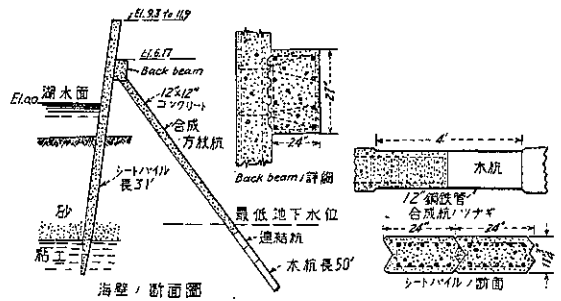 El.9.3 to 11.9
El.6.17
Back beam
12"×12"
コンクリート
合成
方紋杭
湖水面
El.0.0
シートパイル
長31'
砂
粘土
最低地下水位
連結杭
水杭長50'
海壁ノ断面圖
27"
24"
Back beamノ詳細
4'
木杭
12"鋼鉄管
合成杭ツナギ
24" 24"
シートパイルノ断面